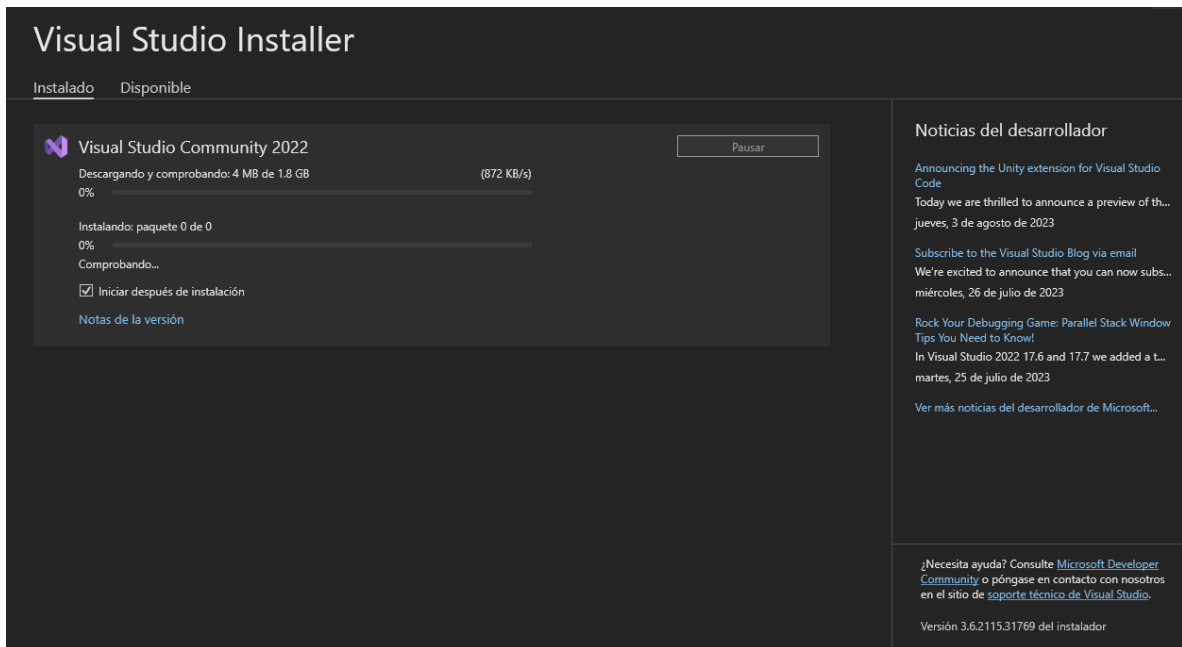 Visual Studio Installer
Instalado
Disponible
Visual Studio Community 2022
Pausar
Descargando y comprobando: 4 MB de 1.8 GB
(872 KB/s)
0%
Instalando: paquete 0 de 0
0%
Comprobando...
Iniciar después de instalación
Notas de la versión
Noticias del desarrollador
Announcing the Unity extension for Visual Studio
Code
Today we are thrilled to announce a preview of th...
jueves, 3 de agosto de 2023
Subscribe to the Visual Studio Blog via email
We're excited to announce that you can now subs...
miércoles, 26 de julio de 2023
Rock Your Debugging Game: Parallel Stack Window
Tips You Need to Know!
In Visual Studio 2022 17.6 and 17.7 we added a t...
martes, 25 de julio de 2023
Ver más noticias del desarrollador de Microsoft...
¿Necesita ayuda? Consulte Microsoft Developer
Community o póngase en contacto con nosotros
en el sitio de soporte técnico de Visual Studio.
Versión 3.6.2115.31769 del instalador